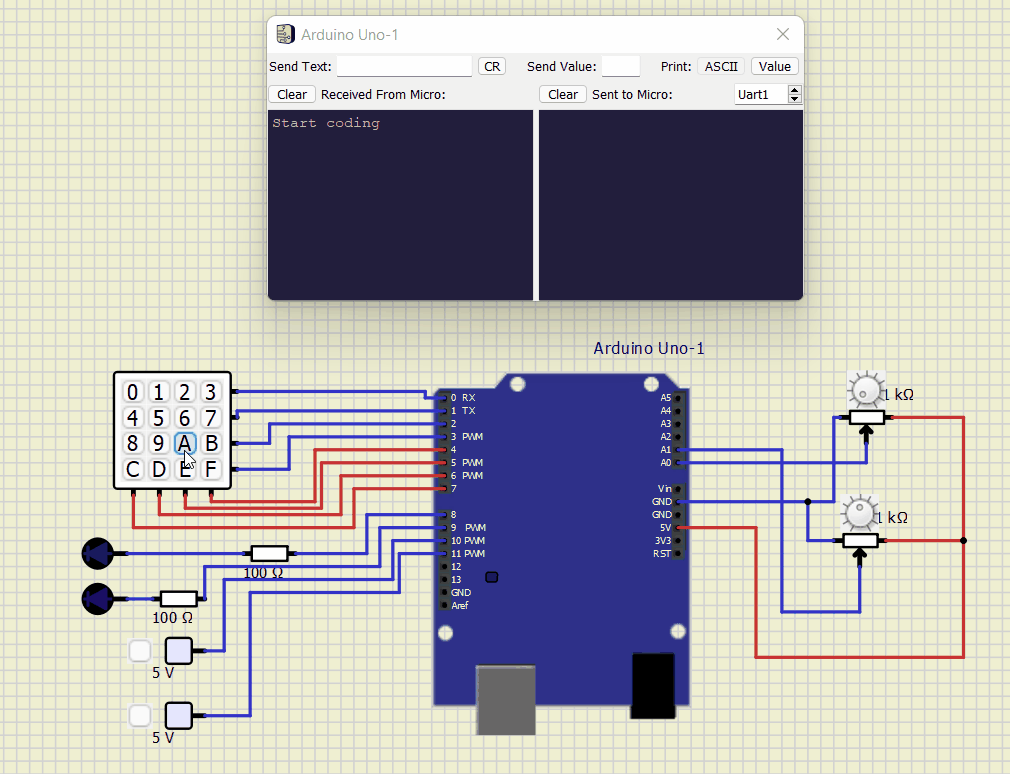 Arduino Uno-1
Send Text: CR Send Value: Print: ASCII Value
Clear Received From Micro: Clear Sent to Micro: Uart1
Start coding
Arduino Uno-1
0 1 2 3
4 5 6 7
8 9 A B
C D E F
0 RX
1 TX
2
3 PWM
4
5 PWM
6 PWM
7
8
9 PWM
10 PWM
11 PWM
12
13
GND
Aref
A5
A4
A3
A2
A1
A0
Vin
GND
GND
5V
3V3
RST
1 kΩ
1 kΩ
100 Ω
100 Ω
5 V
5 V